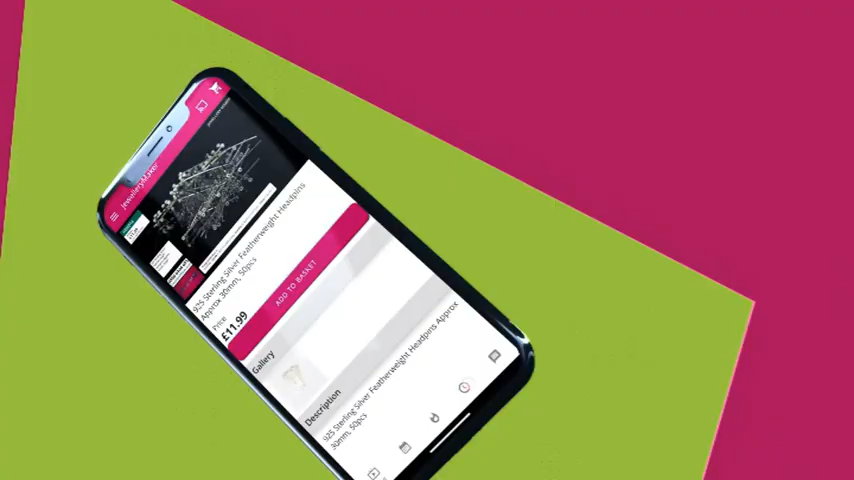 JewelleryMaker
925 Sterling Silver Featherweight Headpins
Approx 30mm, 50pcs
Price
£11.99
ADD TO BASKET
Gallery
Description
925 Sterling Silver Featherweight Headpins Approx
30mm, 50pcs